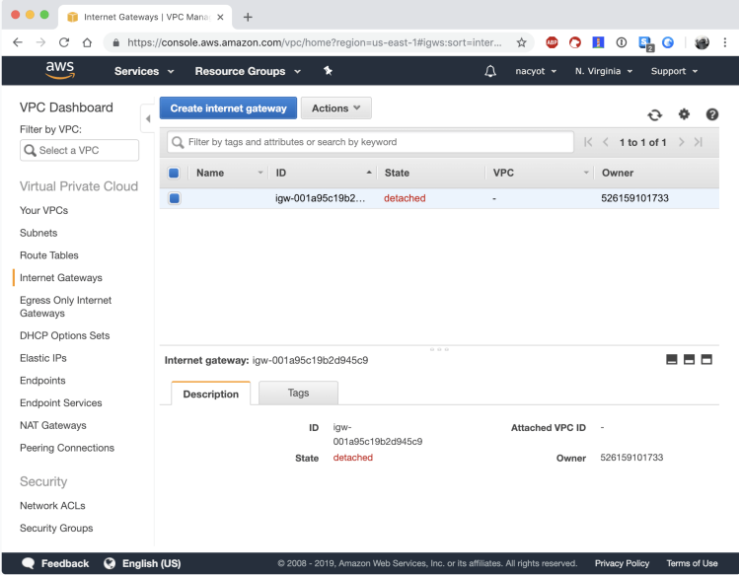 Internet Gateways | VPC Mana
https://console.aws.amazon.com/vpc/home?region=us-east-1#igws:sort=inter...
aws
Services
Resource Groups
nacyot
N. Virginia
Support
VPC Dashboard
Filter by VPC:
Select a VPC
Virtual Private Cloud
Your VPCs
Subnets
Route Tables
Internet Gateways
Egress Only Internet
Gateways
DHCP Options Sets
Elastic IPs
Endpoints
Endpoint Services
NAT Gateways
Peering Connections
Security
Network ACLs
Security Groups
Create internet gateway
Actions
Filter by tags and attributes or search by keyword
1 to 1 of 1
Name ID State VPC Owner
igw-001a95c19b2... detached - 526159101733
Internet gateway: igw-001a95c19b2d945c9
Description
Tags
ID igw-
001a95c19b2d945c9
Attached VPC ID -
State detached
Owner 526159101733
Feedback
English (US)
© 2008 - 2019, Amazon Web Services, Inc. or its affiliates. All rights reserved.
Privacy Policy
Terms of Use